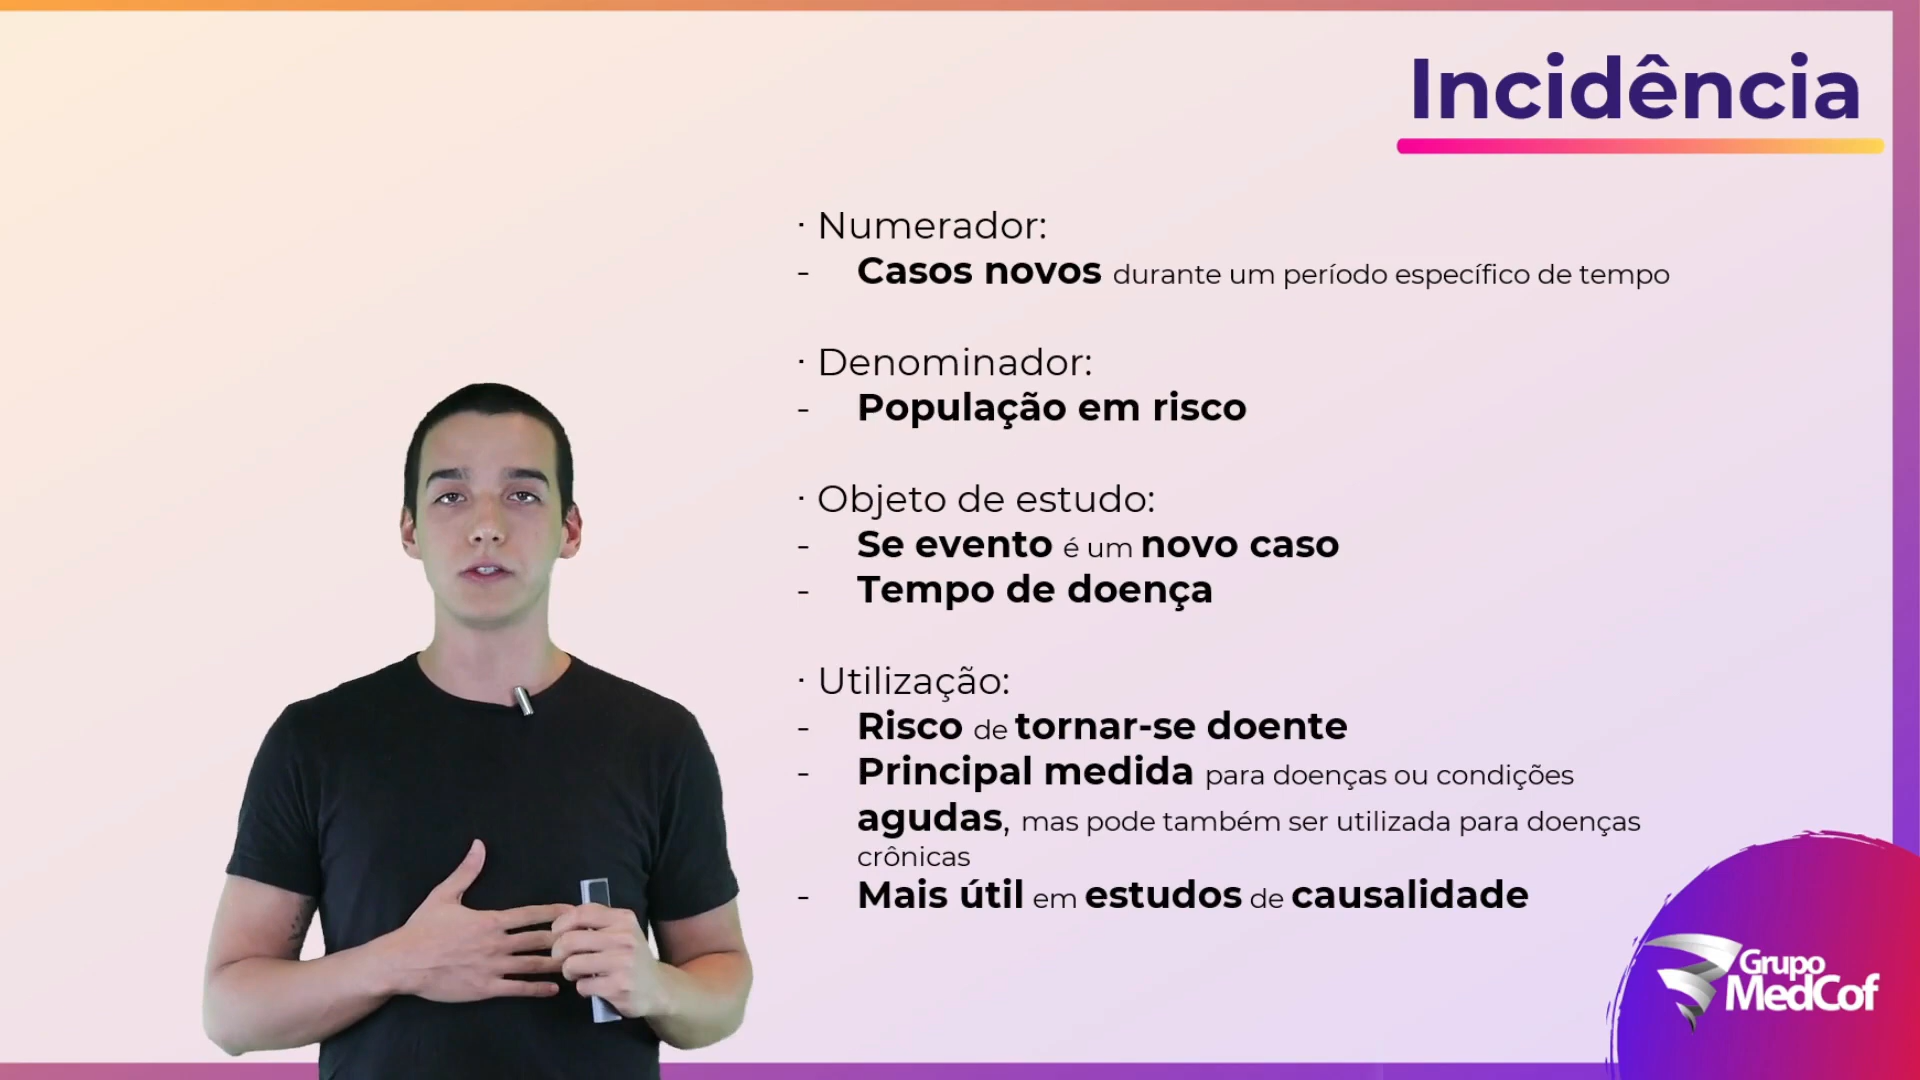 Incidência
· Numerador:
- Casos novos durante um período específico de tempo
· Denominador:
- População em risco
· Objeto de estudo:
- Se evento é um novo caso
- Tempo de doença
· Utilização:
- Risco de tornar-se doente
- Principal medida para doenças ou condições
agudas, mas pode também ser utilizada para doenças
crônicas
- Mais útil em estudos de causalidade
Grupo
MedCof